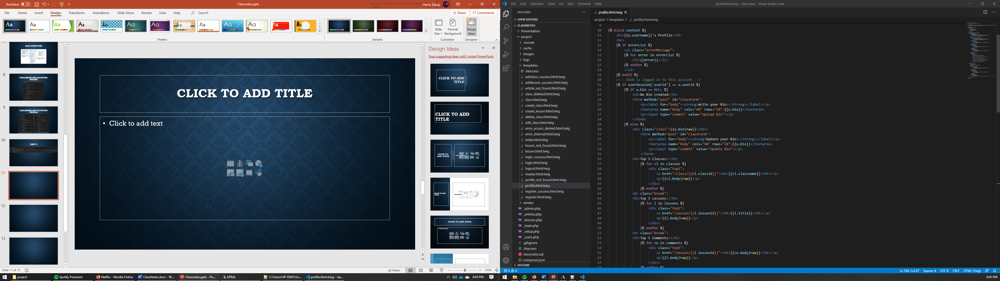 AutoSave Off Classnotes.pptx Henry Zakay
File Home Insert Design Transitions Animations Slide Show Review View Help Search Share Comments
Aa Aa Aa Aa Aa Aa Aa Aa Aa Aa Aa Aa Aa
Slide Size Format Background Design Ideas
Themes Variants Customize Designer
7
DATA STRUCTURE
8
CHALLENGES AND SOLUTIONS: MASTER
9
CHALLENGES AND SOLUTIONS: PROFILE
10
LIMIT 5
11
12
13
CLICK TO ADD TITLE
• Click to add text
Design Ideas
Stop suggesting ideas until I restart PowerPoint.
CLICK TO ADD TITLE
CLICK TO ADD TITLE
CLICK TO ADD TITLE
CLICK TO ADD TITLE
CLICK TO ADD TITLE
Slide 11 of 15 Notes 103%
project Spotify Premium Netflix - Mozilla Firefox ClassNotes.docx - W... Classnotes.pptx - Po... MTGA C:\Users\HP-ENVY\Jo... profile.html.twig - cla... 6:45 PM
File Edit Selection View Go Run Terminal Help profile.html.twig - classnotes - Visual Studio Code
EXPLORER
OPEN EDITORS
CLASSNOTES
Presentation
project
.vscode
cache
images
logs
templates
.htaccess
addclass_success.html.twig
addlesson_success.html.twig
article_not_found.html.twig
class_deleted.html.twig
class.html.twig
create_class.html.twig
create_lesson.html.twig
delete_class.html.twig
edit_class.html.twig
error_access_denied.html.twig
error_internal.html.twig
index.html.twig
lesson_not_found.html.twig
lesson.html.twig
login_success.html.twig
login.html.twig
logout.html.twig
master.html.twig
profile_not_found.html.twig
profile.html.twig
register_success.html.twig
register.html.twig
vendor
_admin.php
_articles.php
_lessons.php
_main.php
_setup.php
_users.php
.gitignore
.htaccess
classnotes.sql
composer.json
OUTLINE
profile.html.twig
project > templates > profile.html.twig
9
10 {% block content %}
11 <h1>{{u.username}}'s Profile</h1>
12 <hr>
13 {% if errorList %}
14 <ul class="errorMessage">
15 {% for error in errorList %}
16 <li>{{error}}</li>
17 {% endfor %}
18 </ul>
19 {% endif %}
20 <!-- USER is logged in to this account -->
21 {% if userSession['userid'] == u.userid %}
22 {% if u.bio == NULL %}
23 <h2>No Bio created</h2>
24 <form method="post" id="classForm">
25 <p><label for="body"><strong>Write your Bio:</strong></label></p>
26 <textarea name="body" cols="60" rows="10">{{u.bio}}</textarea>
27 <p><input type="submit" value="Upload Bio"></p>
28 </form>
29 {% else %}
30 <div class="class">{{u.bio|raw}}</div>
31 <form method="post" id="classForm">
32 <p><label for="body"><strong>Update your Bio:</strong></label></p>
33 <textarea name="body" cols="60" rows="10">{{u.bio}}</textarea>
34 <p><input type="submit" value="Update Bio"></p>
35 </form>
36 <h2>Top 5 Classes:</h2>
37 {% for cl in classes %}
38 <div class="top5">
39 <a href="/class/{{cl.classid}}"><h4>{{cl.classname}}</h4></a>
40 <p>{{cl.body|raw}}</p>
41 </div>
42 {% endfor %}
43 <br class="break">
44 <h2>Top 5 Lessons:</h2>
45 {% for l in lessons %}
46 <div class="top5">
47 <a href="/lesson/{{l.lessonid}}"><h4>{{l.title}}</h4></a>
48 <p>{{l.body|raw}}</p>
49 </div>
50 {% endfor %}
51 <br class="break">
52 <h2>Top 5 Comments:</h2>
53 {% for co in comments %}
54 <div class="top5">
55 <a href="/lesson/{{l.lessonid}}"><h4>{{co.body|raw}}</h4></a>
56 <p>{{l.body|raw}}</p>
57 </div>
58 {% endfor %}
0 0 Ln 104, Col 87 Spaces: 4 UTF-8 CRLF HTML (Twig)
6:45 PM